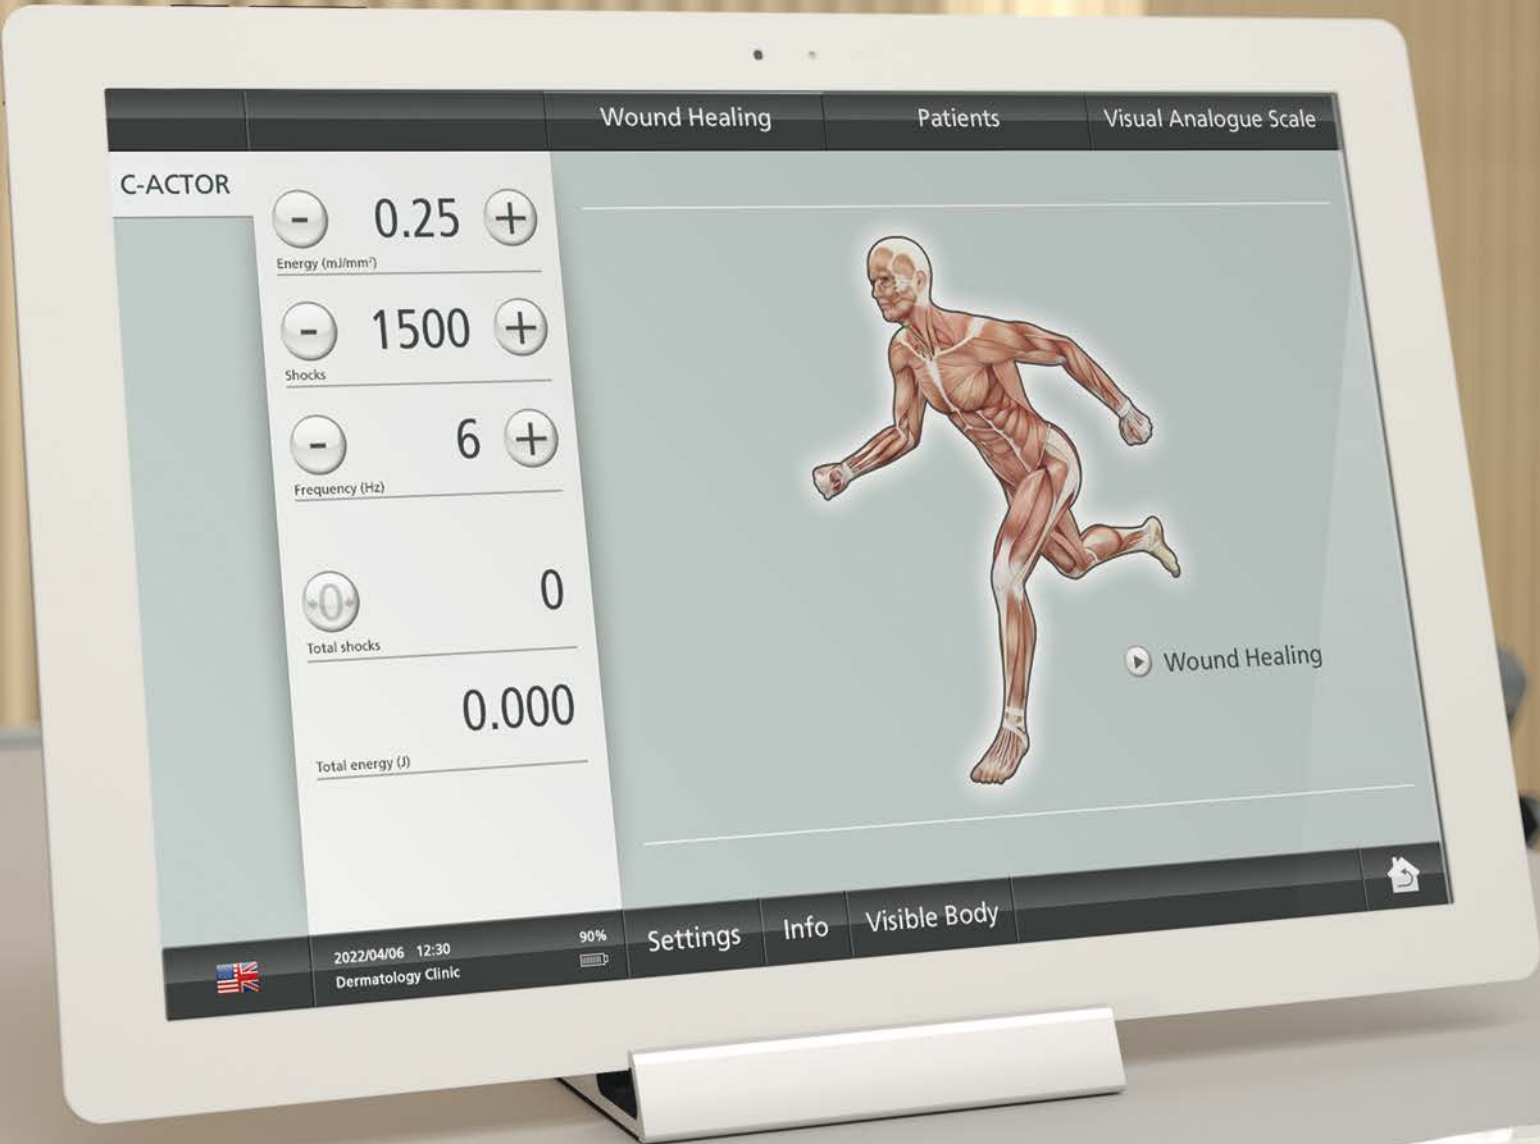 Wound Healing
Patients
Visual Analogue Scale
C-ACTOR
- 0.25 +
Energy (mJ/mm²)
- 1500 +
Shocks
- 6 +
Frequency (Hz)
0 0
Total shocks
0.000
Total energy (J)
Wound Healing
2022/04/06 12:30
90%
Dermatology Clinic
Settings
Info
Visible Body